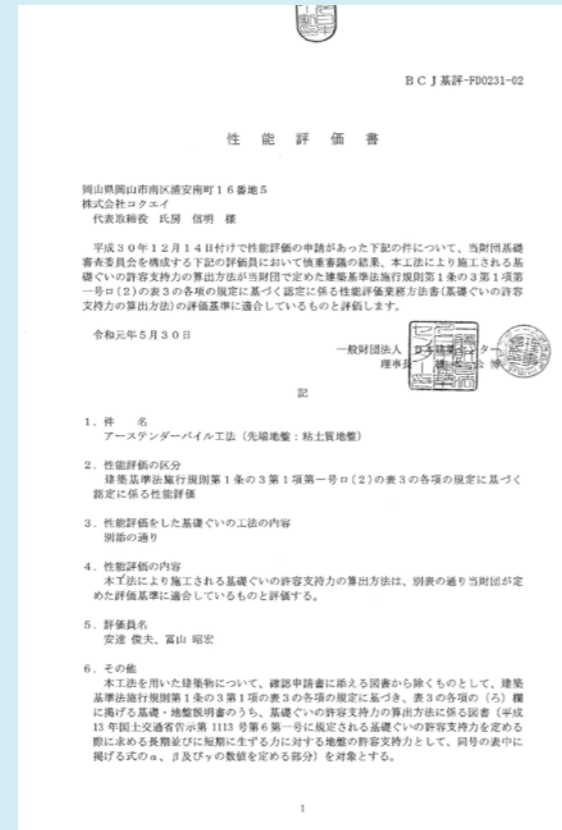 BCJ基評-FD0231-02
性能評価書
岡山県岡山市南区浦安南町16番地5
株式会社コクエイ
代表取締役 氏房 信明 様
平成30年12月14日付けで性能評価の申請があった下記の件について、当財団基礎
審査委員会を構成する下記の評価員において慎重審議の結果、本工法により施工される基
礎ぐいの許容支持力の算出方法が当財団で定めた建築基準法施行規則第1条の3第1項第
一号ロ(2)の表3の各項の規定に基づく認定に係る性能評価業務方法書(基礎ぐいの許容
支持力の算出方法)の評価基準に適合しているものと評価します。
令和元年5月30日
一般財団法人 日本建築センター
理事長 公博
記
1．件 名
アーステンダーパイル工法（先端地盤：粘土質地盤）
2．性能評価の区分
建築基準法施行規則第1条の3第1項第一号ロ(2)の表3の各項の規定に基づく
認定に係る性能評価
3．性能評価をした基礎ぐいの工法の内容
別添の通り
4．性能評価の内容
本工法により施工される基礎ぐいの許容支持力の算出方法は、別表の通り当財団が定
めた評価基準に適合しているものと評価する。
5．評価員名
安達 俊夫、冨山 昭宏
6．その他
本工法を用いた建築物について、確認申請書に添える図書から除くものとして、建築
基準法施行規則第1条の3第1項の表3の各項の規定に基づき、表3の各項の（ろ）欄
に掲げる基礎・地盤説明書のうち、基礎ぐいの許容支持力の算出方法に係る図書（平成
13年国土交通省告示第1113号第6第一号に規定される基礎ぐいの許容支持力を定める
際に求める長期並びに短期に生ずる力に対する地盤の許容支持力として、同号の表中に
掲げる式のα、β及びγの数値を定める部分）を対象とする。
1